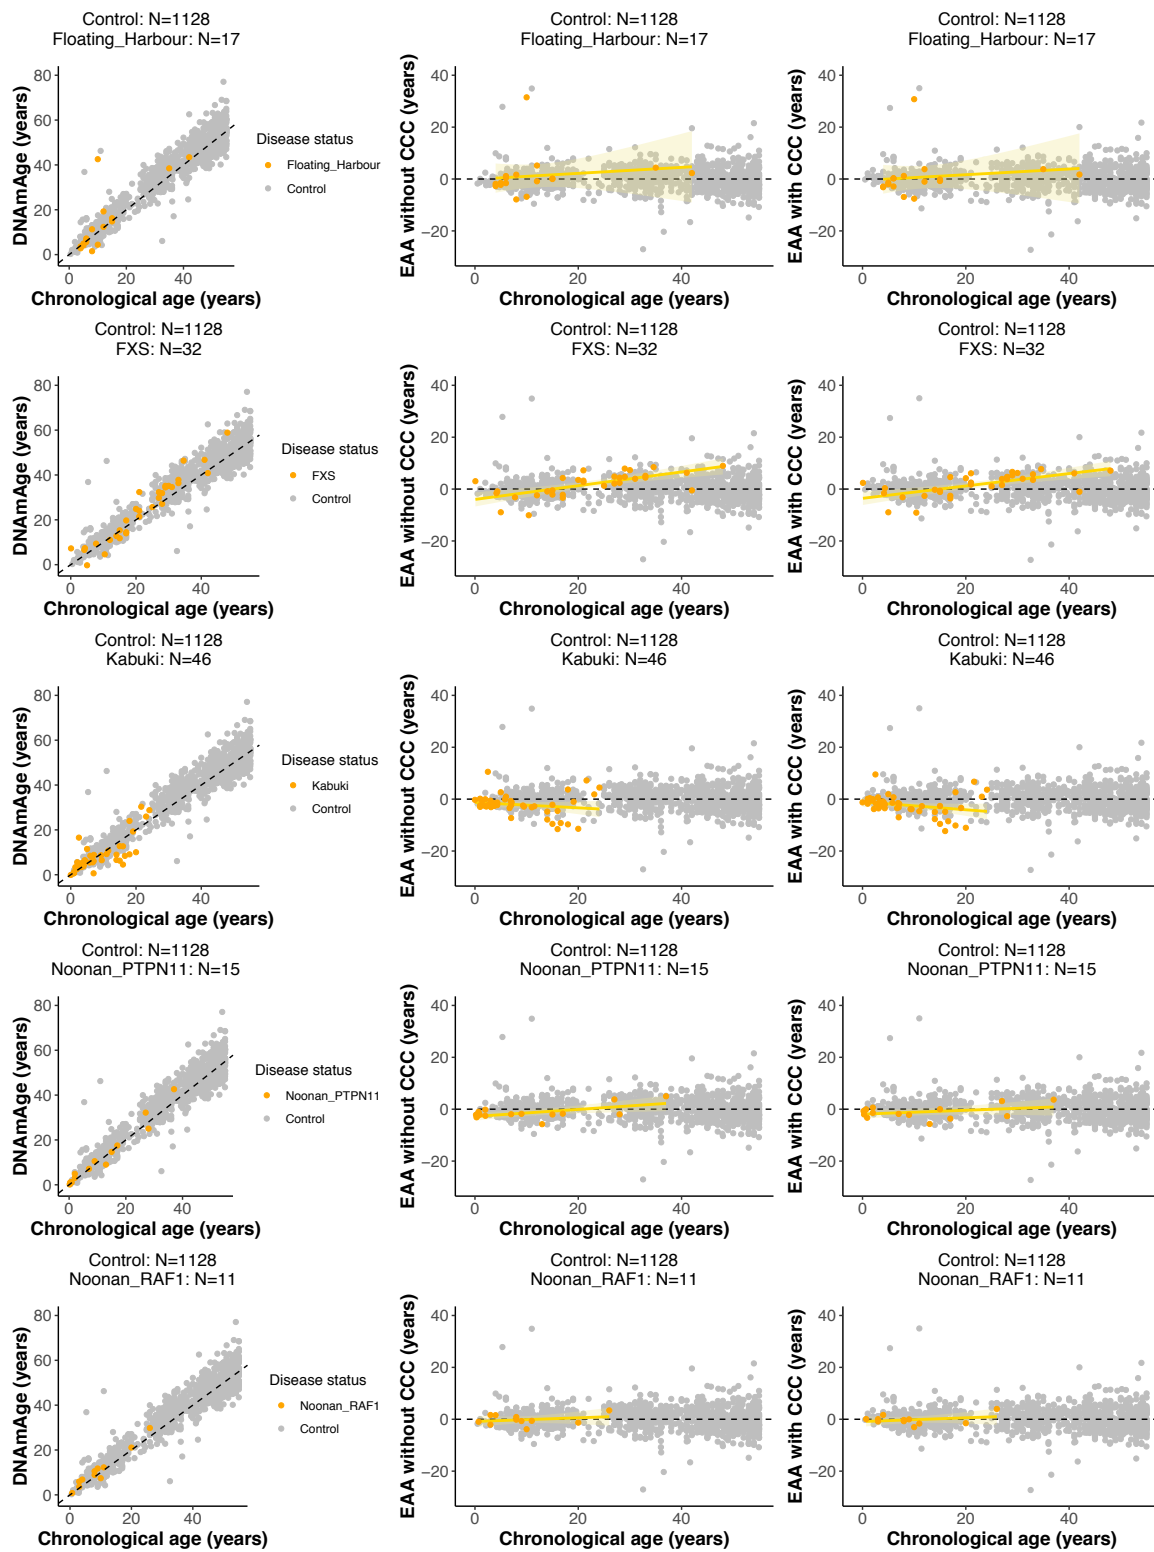 Control: N=1128
Floating_Harbour: N=17
Control: N=1128
Floating_Harbour: N=17
Control: N=1128
Floating_Harbour: N=17
DNAmAge (years)
80
60
40
20
0
0 20 40
Chronological age (years)
Disease status
Floating_Harbour
Control
EAA without CCC (years)
40
20
0
−20
0 20 40
Chronological age (years)
EAA with CCC (years)
40
20
0
−20
0 20 40
Chronological age (years)
Control: N=1128
FXS: N=32
Control: N=1128
FXS: N=32
Control: N=1128
FXS: N=32
DNAmAge (years)
80
60
40
20
0
0 20 40
Chronological age (years)
Disease status
FXS
Control
EAA without CCC (years)
40
20
0
−20
0 20 40
Chronological age (years)
EAA with CCC (years)
40
20
0
−20
0 20 40
Chronological age (years)
Control: N=1128
Kabuki: N=46
Control: N=1128
Kabuki: N=46
Control: N=1128
Kabuki: N=46
DNAmAge (years)
80
60
40
20
0
0 20 40
Chronological age (years)
Disease status
Kabuki
Control
EAA without CCC (years)
40
20
0
−20
0 20 40
Chronological age (years)
EAA with CCC (years)
40
20
0
−20
0 20 40
Chronological age (years)
Control: N=1128
Noonan_PTPN11: N=15
Control: N=1128
Noonan_PTPN11: N=15
Control: N=1128
Noonan_PTPN11: N=15
DNAmAge (years)
80
60
40
20
0
0 20 40
Chronological age (years)
Disease status
Noonan_PTPN11
Control
EAA without CCC (years)
40
20
0
−20
0 20 40
Chronological age (years)
EAA with CCC (years)
40
20
0
−20
0 20 40
Chronological age (years)
Control: N=1128
Noonan_RAF1: N=11
Control: N=1128
Noonan_RAF1: N=11
Control: N=1128
Noonan_RAF1: N=11
DNAmAge (years)
80
60
40
20
0
0 20 40
Chronological age (years)
Disease status
Noonan_RAF1
Control
EAA without CCC (years)
40
20
0
−20
0 20 40
Chronological age (years)
EAA with CCC (years)
40
20
0
−20
0 20 40
Chronological age (years)